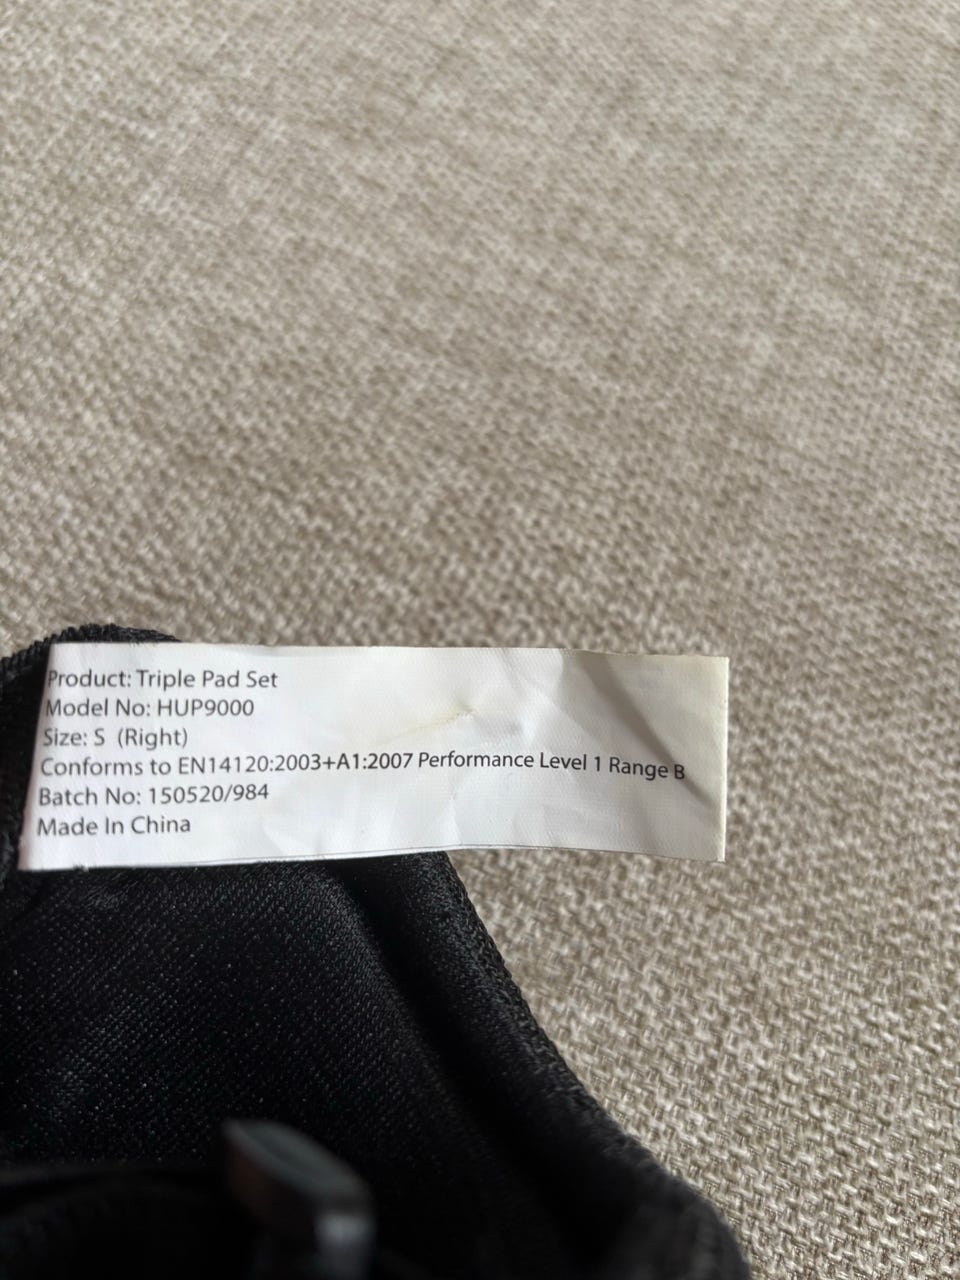 Product: Triple Pad Set
Model No: HUP9000
Size: S (Right)
Conforms to EN14120:2003+A1:2007 Performance Level 1 Range B
Batch No: 150520/984
Made In China